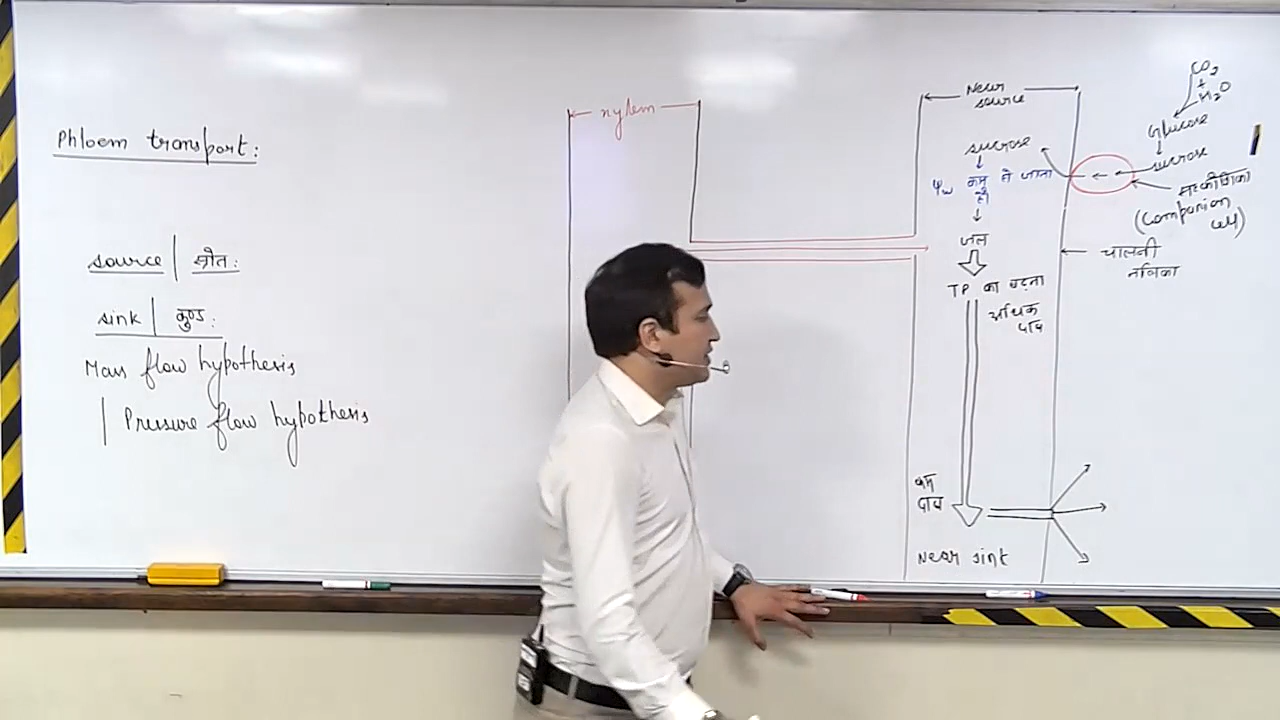 Phloem transport:
source | स्रोत:
sink | कुण्ड:
Mass flow hypothesis
| Pressure flow hypothesis
xylem
Near
source
sucrose
Ψw कम हो जाना
है।
जल
TP का बढ़ना
अधिक
दाब
कम
दाब
Near sink
CO2
+
H2O
Glucose
sucrose
सहकोशिका
(Companion
cell)
चालनी
नलिका